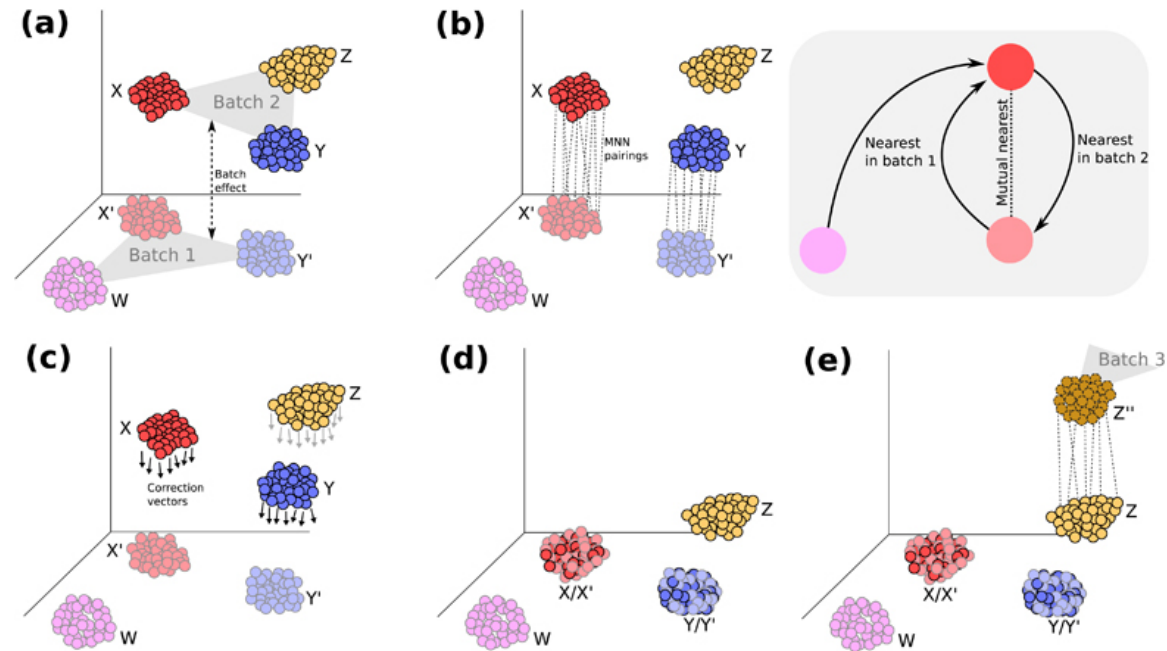 (a)
X
Z
Batch 2
Y
Batch
effect
X'
Batch 1
Y'
W
(b)
X
Z
MNN
pairings
Y
X'
Y'
W
Nearest
in batch 1
Mutual nearest
Nearest
in batch 2
(c)
X
Z
Correction
vectors
Y
X'
Y'
W
(d)
Z
X/X'
Y/Y'
W
(e)
Batch 3
Z''
Z
X/X'
Y/Y'
W